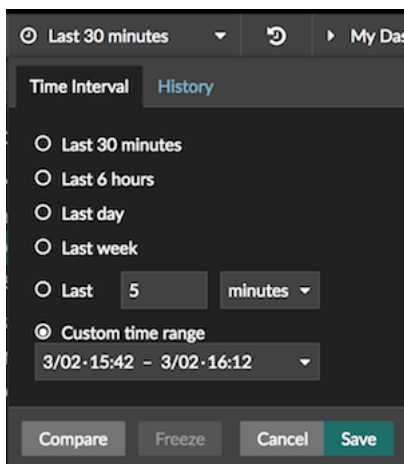 Last 30 minutes My Das
Time Interval History
Last 30 minutes
Last 6 hours
Last day
Last week
Last 5 minutes
Custom time range
3/02·15:42 – 3/02·16:12
Compare Freeze Cancel Save